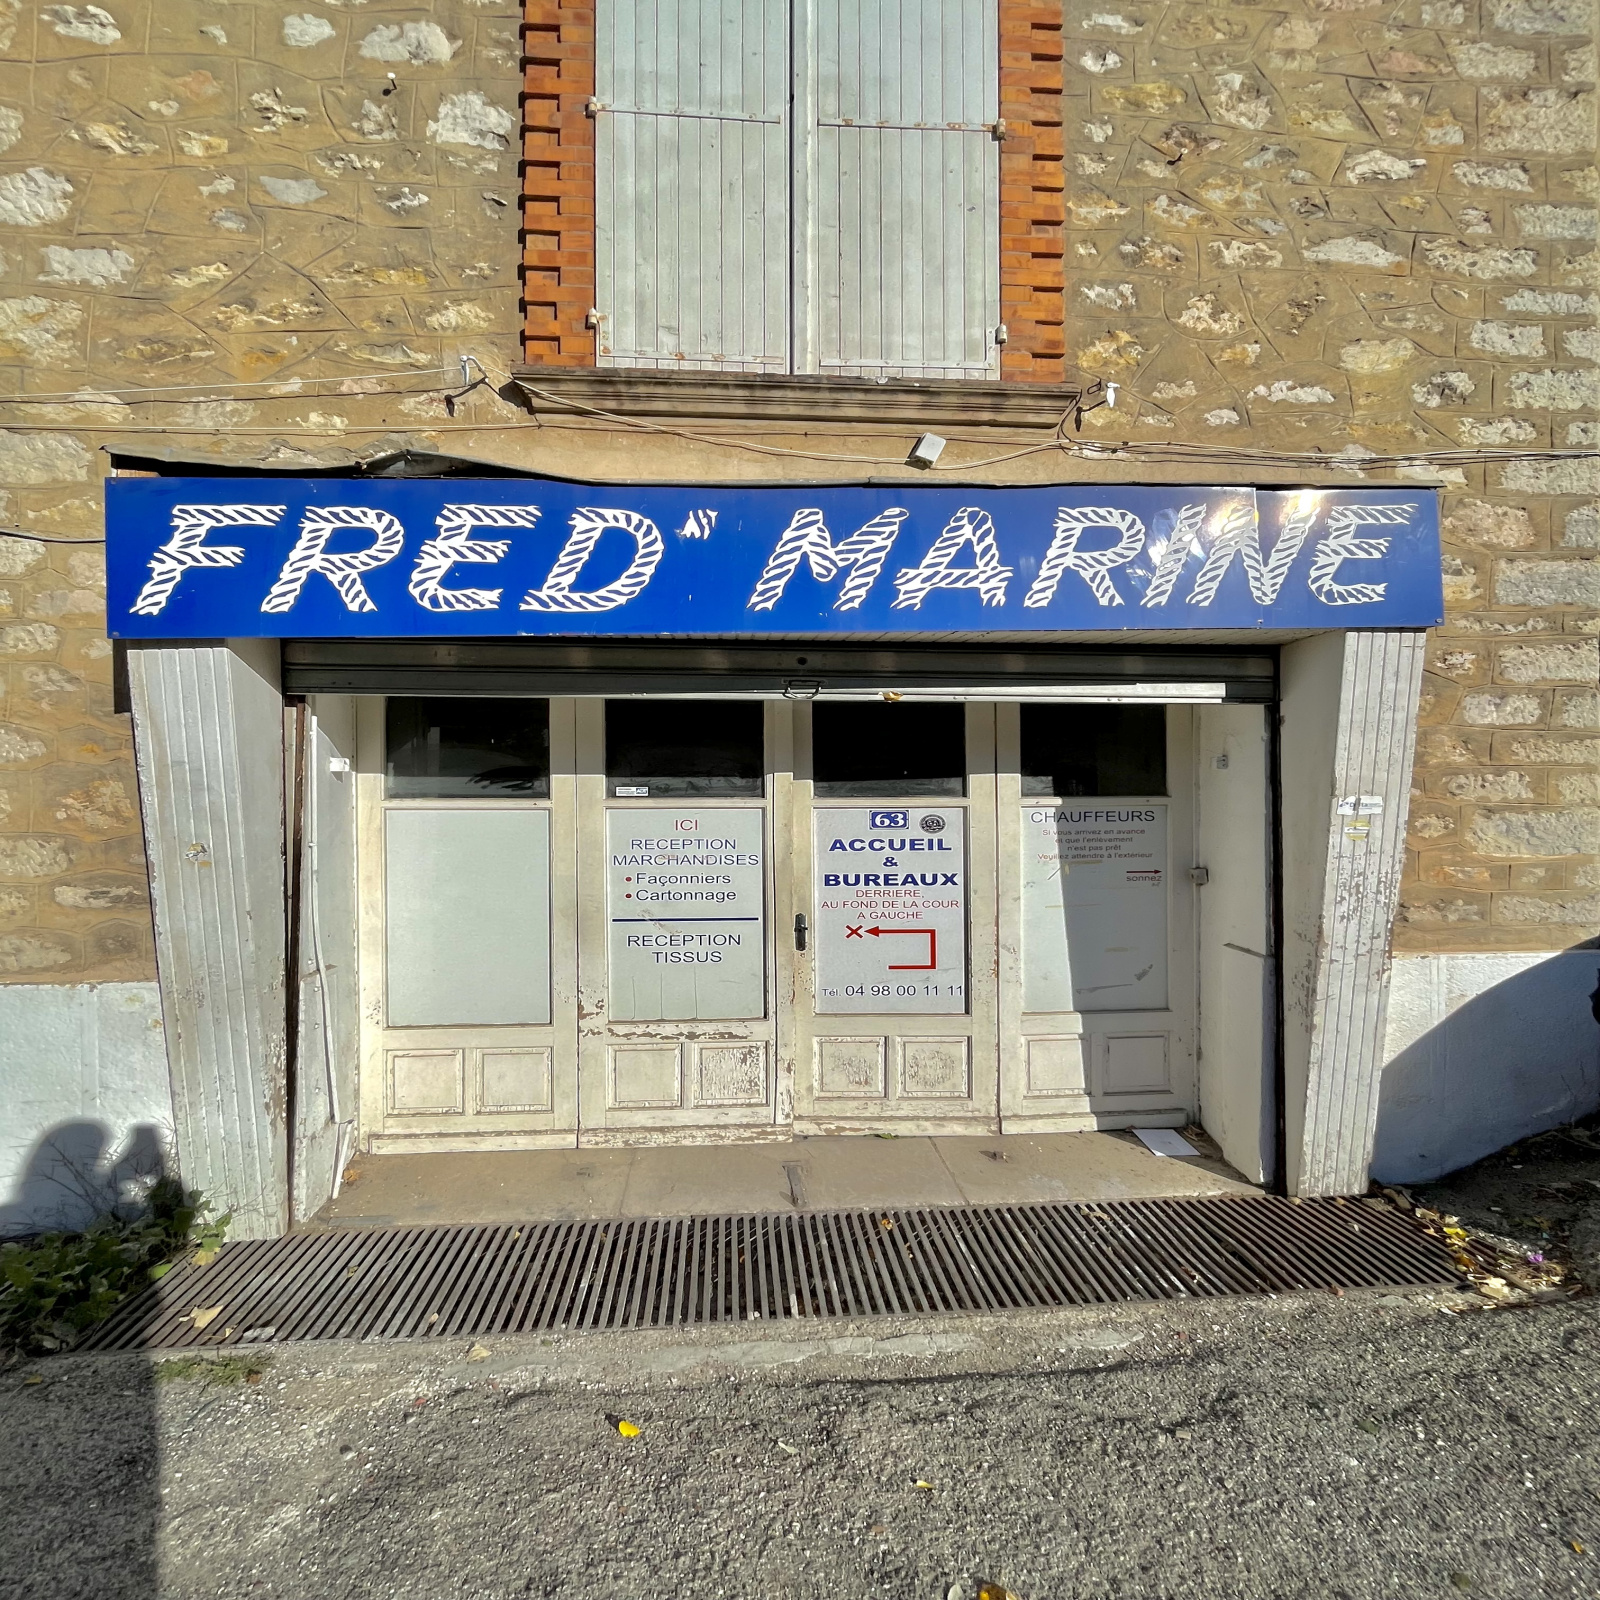 FRED' MARINE
ICI
RECEPTION
MARCHANDISES
• Façonniers
• Cartonnage
RECEPTION
TISSUS
63
ACCUEIL
&
BUREAUX
DERRIERE,
AU FOND DE LA COUR
A GAUCHE
Tél. 04 98 00 11 11
CHAUFFEURS
Si vous arrivez en avance
et que l'enlevement
n'est pas prêt
Veuillez attendre à l'extérieur
sonnez